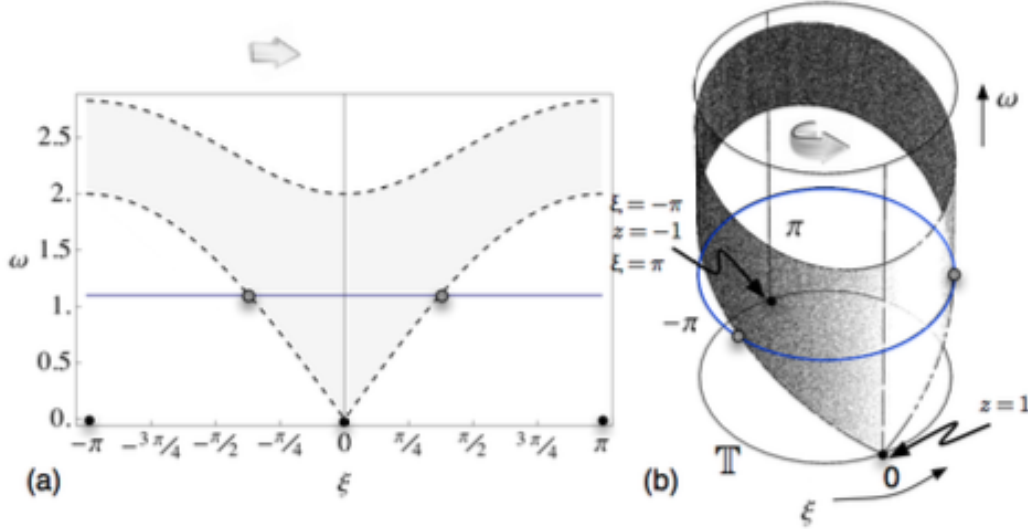 2.5
2.
1.5
ω
1.
0.5
0.
−π
−3π/4
−π/2
−π/4
0
π/4
π/2
3π/4
π
(a)
ξ
ω
ξ = −π
z = −1
ξ = π
π
−π
z = 1
𝕋
0
(b)
ξ